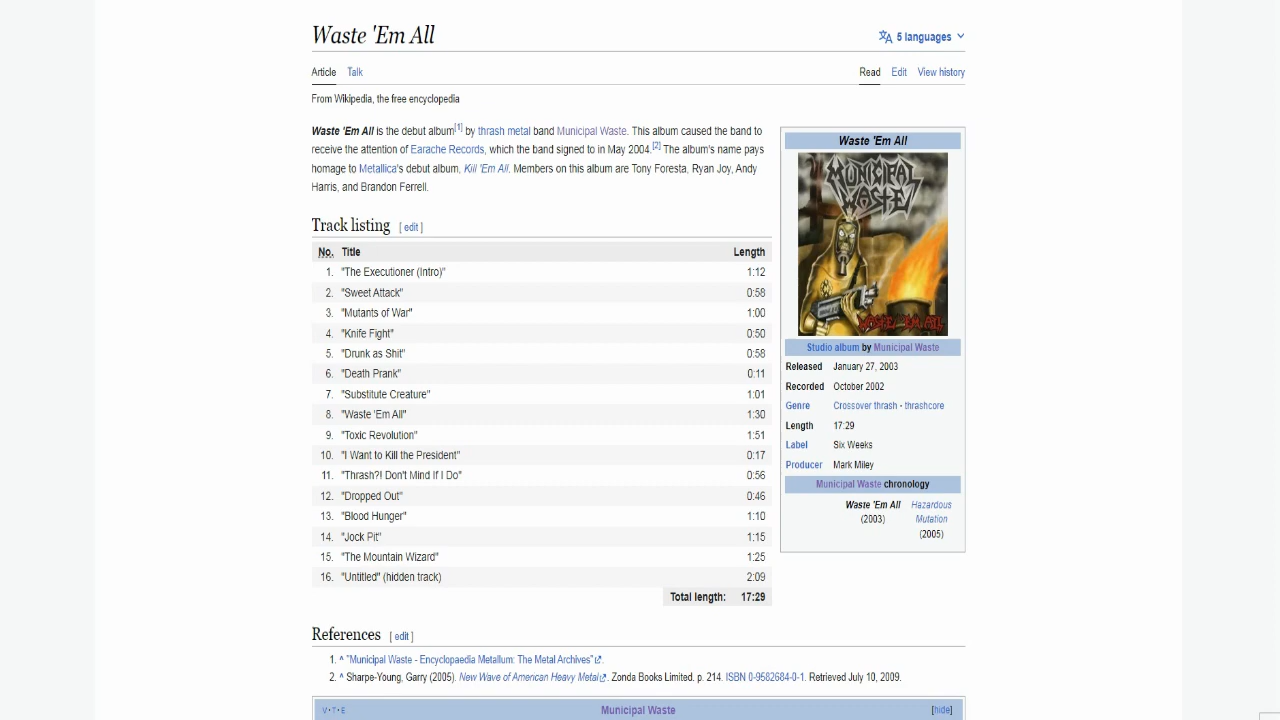 Waste 'Em All
5 languages
Article Talk
Read Edit View history
From Wikipedia, the free encyclopedia
Waste 'Em All is the debut album[1] by thrash metal band Municipal Waste. This album caused the band to
receive the attention of Earache Records, which the band signed to in May 2004.[2] The album's name pays
homage to Metallica's debut album, Kill 'Em All. Members on this album are Tony Foresta, Ryan Joy, Andy
Harris, and Brandon Ferrell.
Track listing [ edit ]
No. Title Length
1. "The Executioner (Intro)" 1:12
2. "Sweet Attack" 0:58
3. "Mutants of War" 1:00
4. "Knife Fight" 0:50
5. "Drunk as Shit" 0:58
6. "Death Prank" 0:11
7. "Substitute Creature" 1:01
8. "Waste 'Em All" 1:30
9. "Toxic Revolution" 1:51
10. "I Want to Kill the President" 0:17
11. "Thrash?! Don't Mind If I Do" 0:56
12. "Dropped Out" 0:46
13. "Blood Hunger" 1:10
14. "Jock Pit" 1:15
15. "The Mountain Wizard" 1:25
16. "Untitled" (hidden track) 2:09
Total length: 17:29
Waste 'Em All
MUNICIPAL
WASTE
WASTE 'EM ALL
Studio album by Municipal Waste
Released January 27, 2003
Recorded October 2002
Genre Crossover thrash · thrashcore
Length 17:29
Label Six Weeks
Producer Mark Miley
Municipal Waste chronology
Waste 'Em All Hazardous
(2003) Mutation
(2005)
References [ edit ]
1. ^ "Municipal Waste - Encyclopaedia Metallum: The Metal Archives".
2. ^ Sharpe-Young, Garry (2005). New Wave of American Heavy Metal. Zonda Books Limited. p. 214. ISBN 0-9582684-0-1. Retrieved July 10, 2009.
V·T·E Municipal Waste [hide]